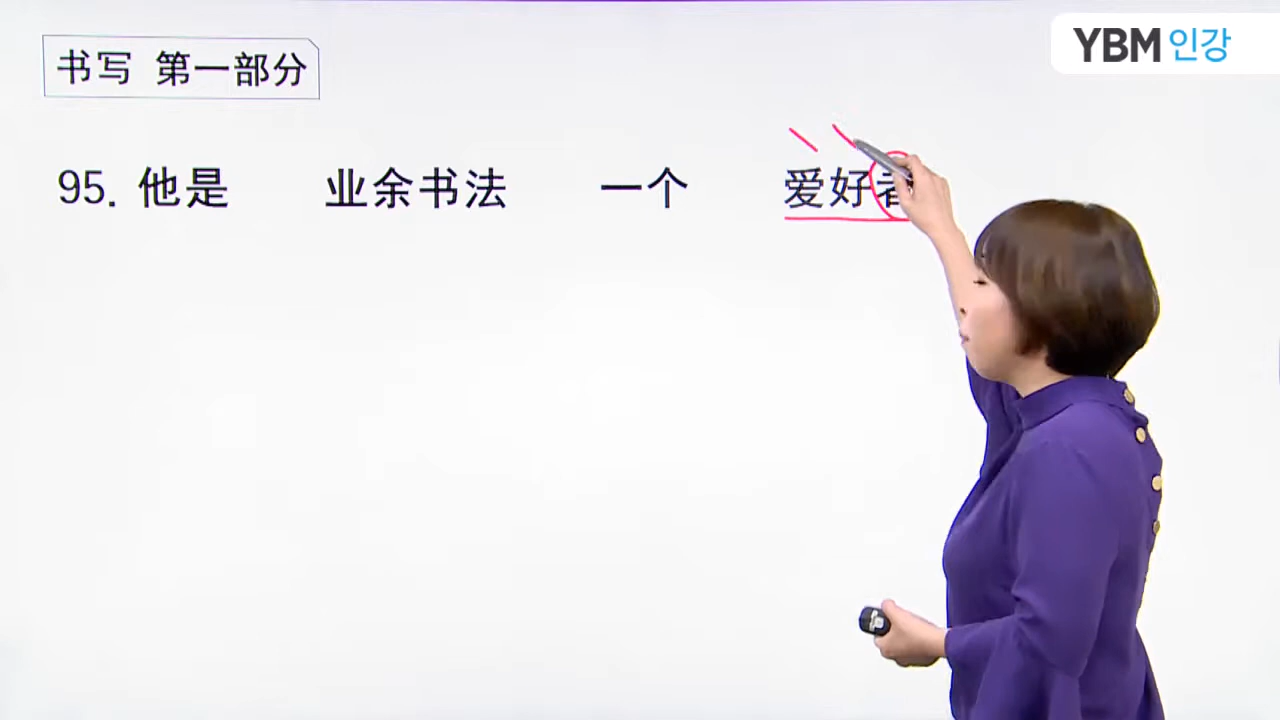 YBM 인강
书写 第一部分
95. 他是 业余书法 一个 爱好者